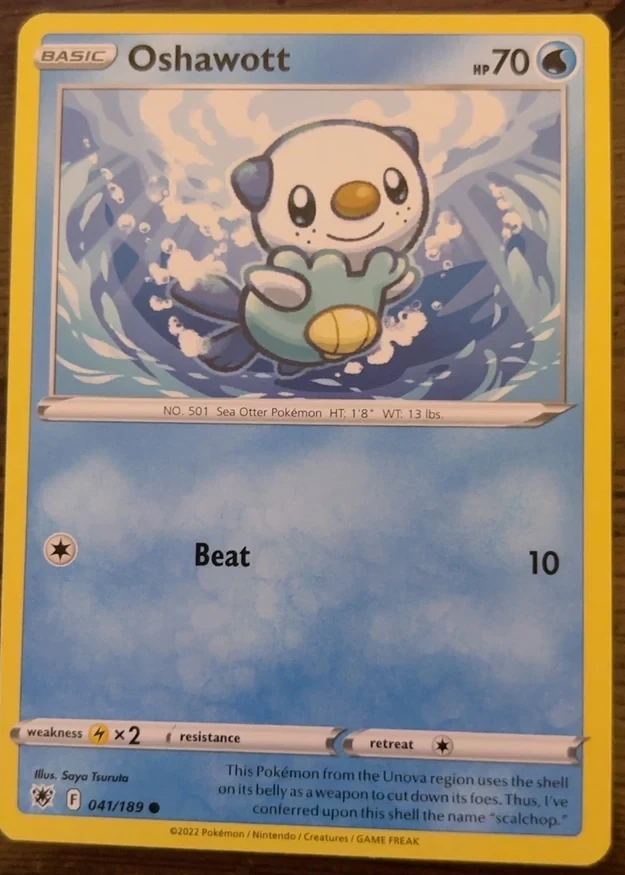 BASIC Oshawott HP 70
NO. 501 Sea Otter Pokémon HT: 1'8" WT: 13 lbs.
Beat 10
weakness ×2 resistance retreat
Illus. Saya Tsuruta
This Pokémon from the Unova region uses the shell
on its belly as a weapon to cut down its foes. Thus, I've
conferred upon this shell the name "scalchop."
F 041/189
©2022 Pokémon / Nintendo / Creatures / GAME FREAK